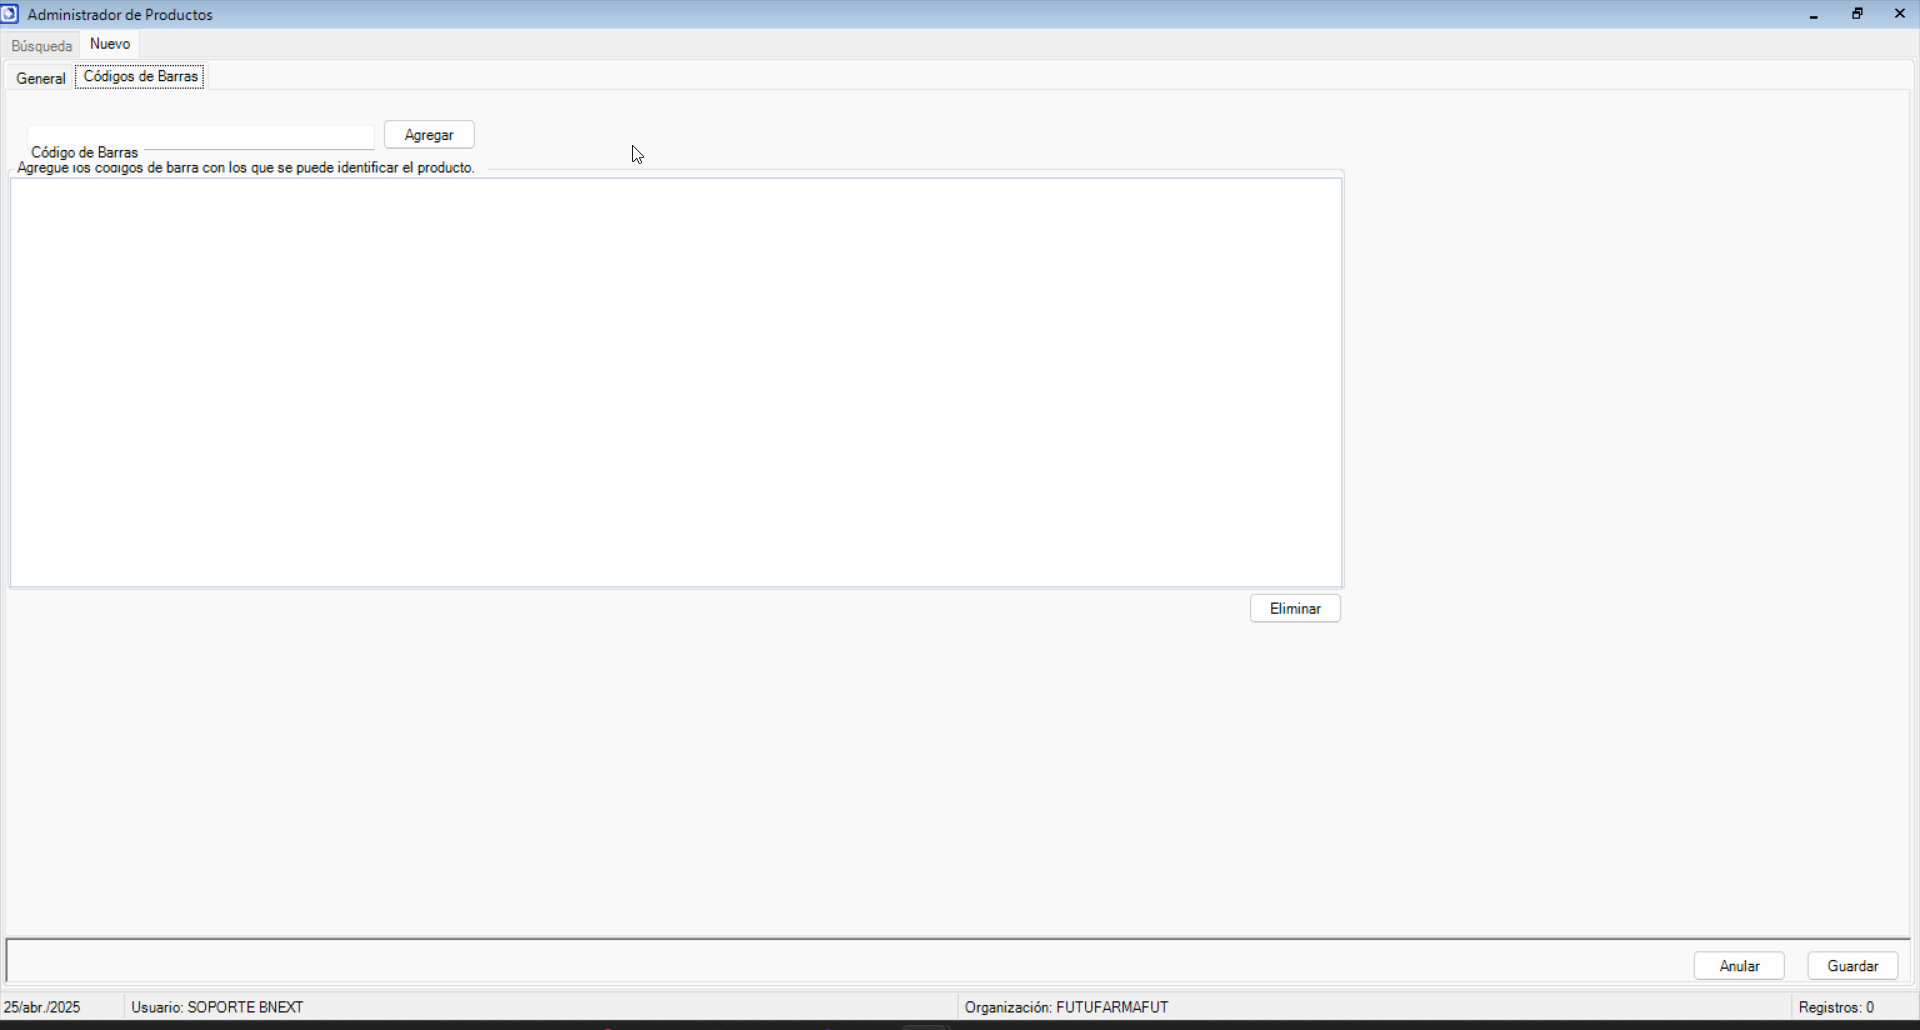 Administrador de Productos
Búsqueda Nuevo
General Códigos de Barras
Agregar
Código de Barras
Agregue los códigos de barra con los que se puede identificar el producto.
Eliminar
Anular Guardar
25/abr./2025 Usuario: SOPORTE BNEXT Organización: FUTUFARMAFUT Registros: 0